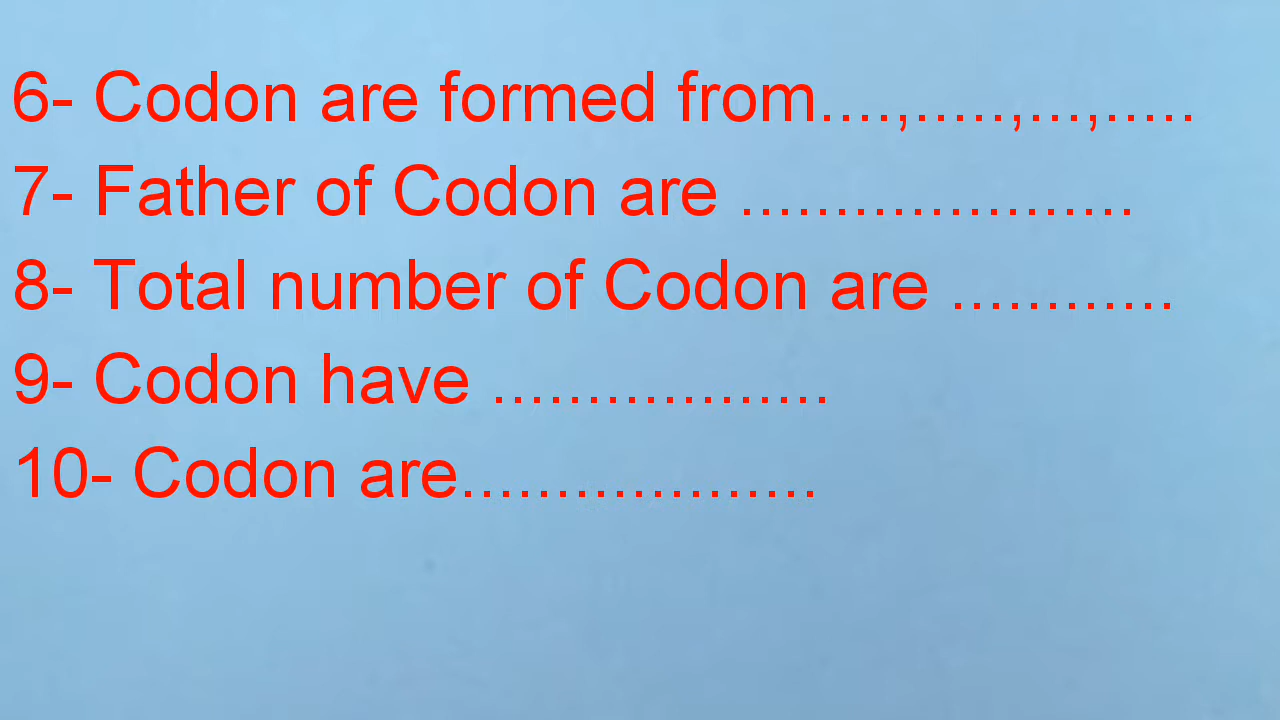 6- Codon are formed from....,.....,...,.....
7- Father of Codon are .....................
8- Total number of Codon are ............
9- Codon have ..................
10- Codon are...................